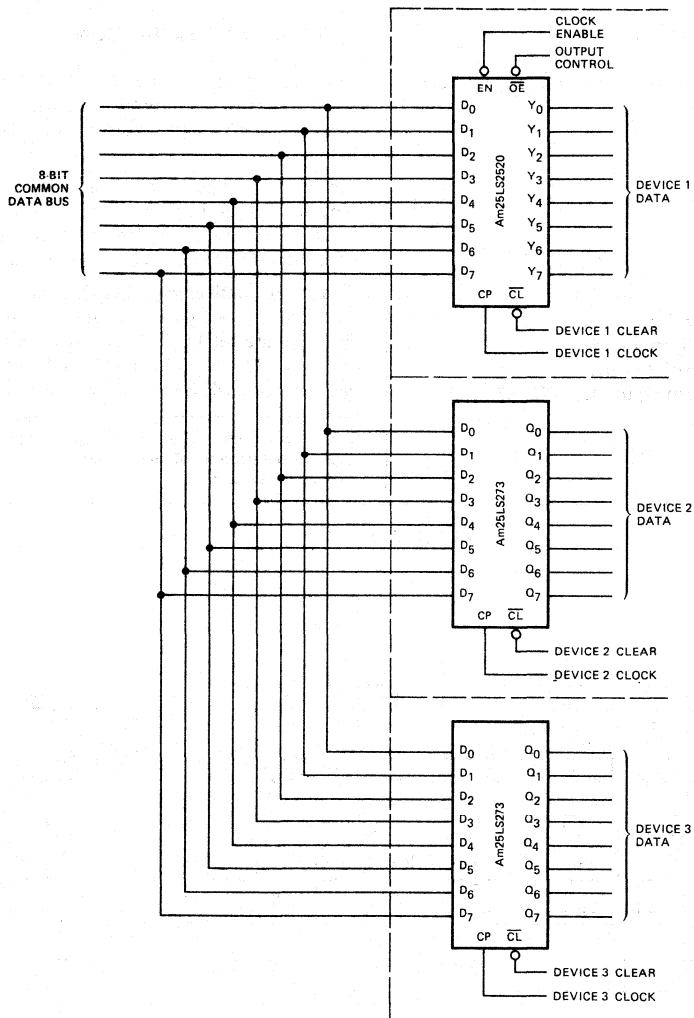 CLOCK
ENABLE
OUTPUT
CONTROL
EN
OE
8-BIT
COMMON
DATA BUS
D0
D1
D2
D3
D4
D5
D6
D7
Am25LS2520
Y0
Y1
Y2
Y3
Y4
Y5
Y6
Y7
DEVICE 1
DATA
CP
CL
DEVICE 1 CLEAR
DEVICE 1 CLOCK
D0
D1
D2
D3
D4
D5
D6
D7
Am25LS273
Q0
Q1
Q2
Q3
Q4
Q5
Q6
Q7
DEVICE 2
DATA
CP
CL
DEVICE 2 CLEAR
DEVICE 2 CLOCK
D0
D1
D2
D3
D4
D5
D6
D7
Am25LS273
Q0
Q1
Q2
Q3
Q4
Q5
Q6
Q7
DEVICE 3
DATA
CP
CL
DEVICE 3 CLEAR
DEVICE 3 CLOCK